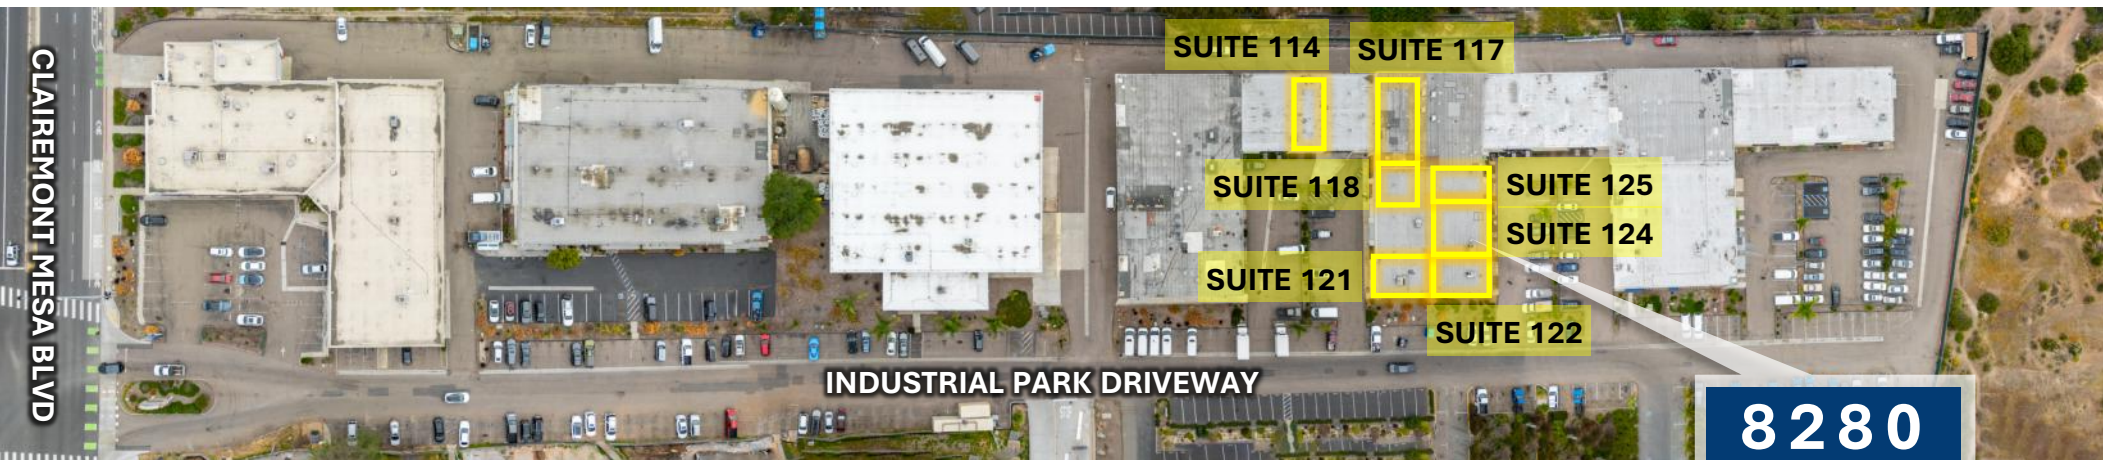 CLAIREMONT MESA BLVD
SUITE 114
SUITE 117
SUITE 118
SUITE 125
SUITE 124
SUITE 121
SUITE 122
INDUSTRIAL PARK DRIVEWAY
8280